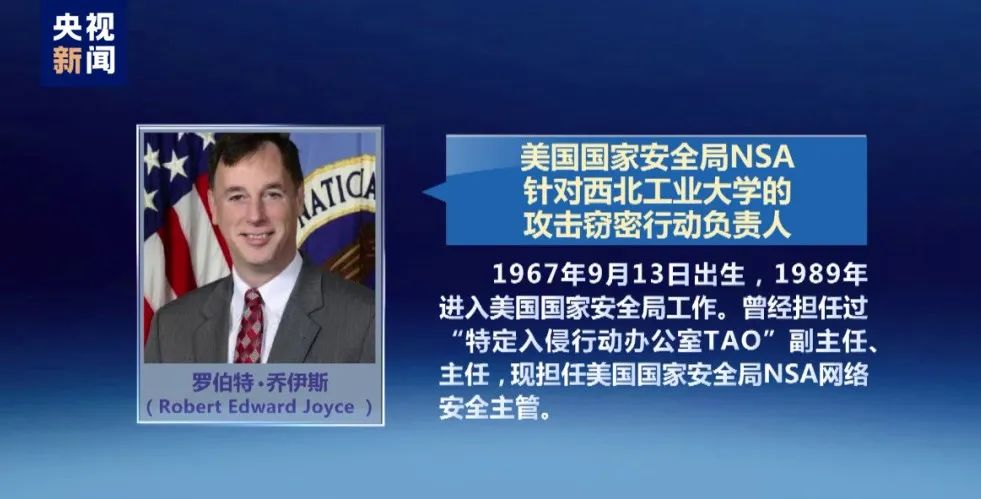 央视
新闻
NATIONA
罗伯特·乔伊斯
（Robert Edward Joyce ）
美国国家安全局NSA
针对西北工业大学的
攻击窃密行动负责人
1967年9月13日出生，1989年
进入美国国家安全局工作。曾经担任过
“特定入侵行动办公室TAO”副主任、
主任，现担任美国国家安全局NSA网络
安全主管。